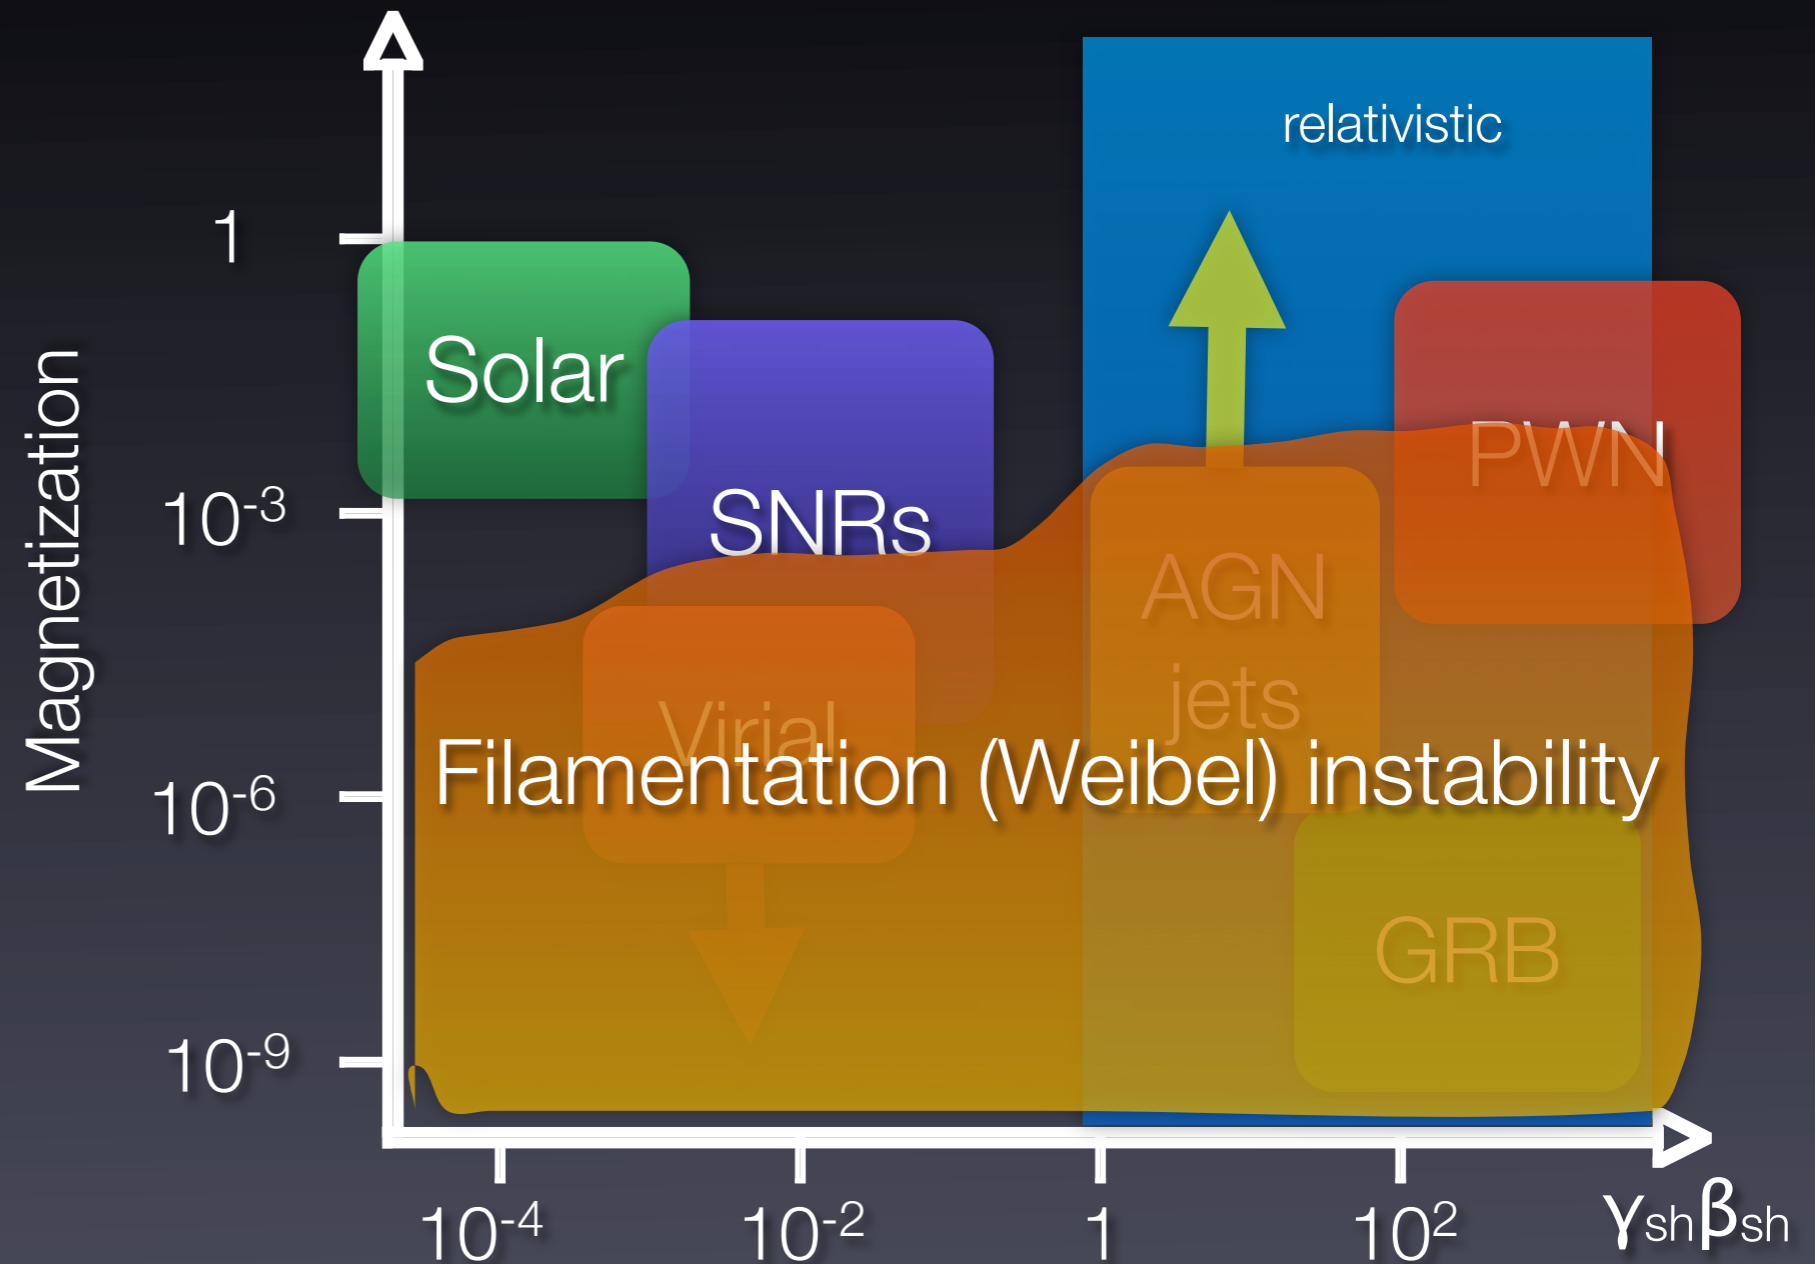 relativistic
1
Solar
PWN
Magnetization
10⁻³
SNRs
AGN
jets
Virial
Filamentation (Weibel) instability
10⁻⁶
GRB
10⁻⁹
10⁻⁴
10⁻²
1
10²
γshβsh